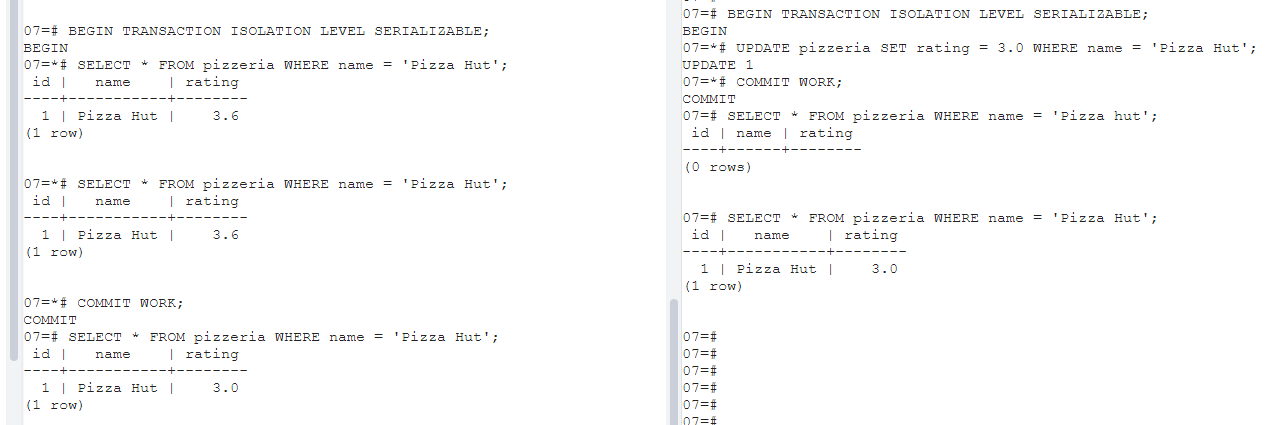 07=# BEGIN TRANSACTION ISOLATION LEVEL SERIALIZABLE;
BEGIN
07=*# SELECT * FROM pizzeria WHERE name = 'Pizza Hut';
 id |   name    | rating
----+-----------+--------
  1 | Pizza Hut |    3.6
(1 row)
07=*# SELECT * FROM pizzeria WHERE name = 'Pizza Hut';
 id |   name    | rating
----+-----------+--------
  1 | Pizza Hut |    3.6
(1 row)
07=*# COMMIT WORK;
COMMIT
07=# SELECT * FROM pizzeria WHERE name = 'Pizza Hut';
 id |   name    | rating
----+-----------+--------
  1 | Pizza Hut |    3.0
(1 row)
07=# BEGIN TRANSACTION ISOLATION LEVEL SERIALIZABLE;
BEGIN
07=*# UPDATE pizzeria SET rating = 3.0 WHERE name = 'Pizza Hut';
UPDATE 1
07=*# COMMIT WORK;
COMMIT
07=# SELECT * FROM pizzeria WHERE name = 'Pizza hut';
 id | name | rating
----+------+--------
(0 rows)
07=# SELECT * FROM pizzeria WHERE name = 'Pizza Hut';
 id |   name    | rating
----+-----------+--------
  1 | Pizza Hut |    3.0
(1 row)
07=#
07=#
07=#
07=#
07=#
07=#